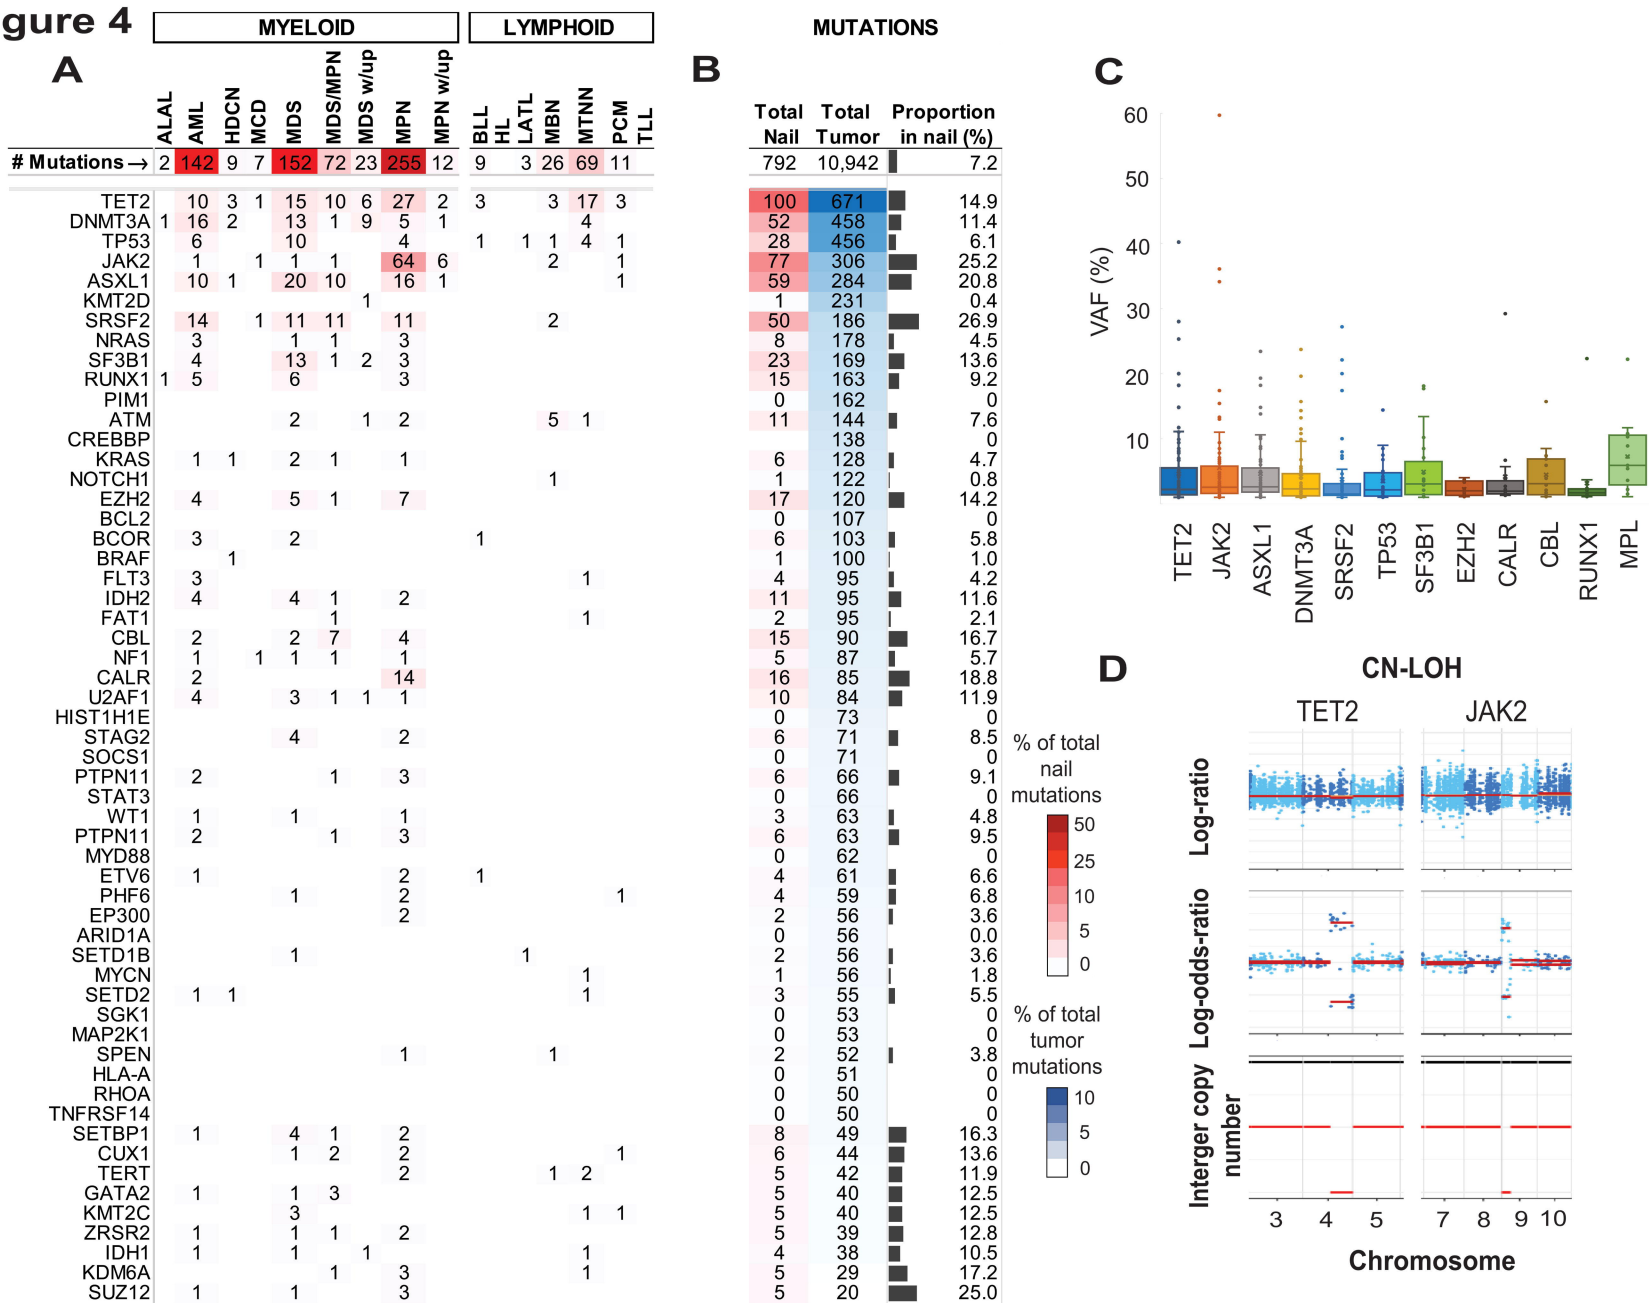 gure 4
MYELOID
LYMPHOID
MUTATIONS
A
ALAL AML HDCN MCD MDS MDS/MPN MDS w/up MPN MPN w/up BLL HL LATL MBN MTNN PCM TLL
B
Total Nail Total Tumor Proportion in nail (%)
# Mutations → 2 142 9 7 152 72 23 255 12 9 3 26 69 11 792 10,942 7.2
TET2 10 3 1 15 10 6 27 2 3 3 17 3 100 671 14.9
DNMT3A 1 16 2 13 1 9 5 1 4 52 458 11.4
TP53 6 10 4 1 1 1 4 1 28 456 6.1
JAK2 1 1 1 1 64 6 2 1 77 306 25.2
ASXL1 10 1 20 10 16 1 1 59 284 20.8
KMT2D 1 1 231 0.4
SRSF2 14 1 11 11 11 2 50 186 26.9
NRAS 3 1 1 3 8 178 4.5
SF3B1 4 13 1 2 3 23 169 13.6
RUNX1 1 5 6 3 15 163 9.2
PIM1 0 162 0
ATM 2 1 2 5 1 11 144 7.6
CREBBP 138 0
KRAS 1 1 2 1 1 6 128 4.7
NOTCH1 1 1 122 0.8
EZH2 4 5 1 7 17 120 14.2
BCL2 0 107 0
BCOR 3 2 1 6 103 5.8
BRAF 1 1 100 1.0
FLT3 3 1 4 95 4.2
IDH2 4 4 1 2 11 95 11.6
FAT1 1 1 2 95 2.1
CBL 2 2 7 4 15 90 16.7
NF1 1 1 1 1 1 5 87 5.7
CALR 2 14 16 85 18.8
U2AF1 4 3 1 1 1 10 84 11.9
HIST1H1E 0 73 0
STAG2 4 2 6 71 8.5
SOCS1 0 71 0
PTPN11 2 1 3 6 66 9.1
STAT3 0 66 0
WT1 1 1 1 3 63 4.8
PTPN11 2 1 3 6 63 9.5
MYD88 0 62 0
ETV6 1 2 1 4 61 6.6
PHF6 1 2 1 4 59 6.8
EP300 2 2 56 3.6
ARID1A 0 56 0.0
SETD1B 1 1 2 56 3.6
MYCN 1 1 56 1.8
SETD2 1 1 1 3 55 5.5
SGK1 0 53 0
MAP2K1 0 53 0
SPEN 1 1 2 52 3.8
HLA-A 0 51 0
RHOA 0 50 0
TNFRSF14 0 50 0
SETBP1 1 4 1 2 8 49 16.3
CUX1 1 2 2 1 6 44 13.6
TERT 2 1 2 5 42 11.9
GATA2 1 1 3 5 40 12.5
KMT2C 3 1 1 5 40 12.5
ZRSR2 1 1 1 2 5 39 12.8
IDH1 1 1 1 1 4 38 10.5
KDM6A 1 3 1 5 29 17.2
SUZ12 1 1 3 5 20 25.0
% of total
nail
mutations
50
25
10
5
0
% of total
tumor
mutations
10
5
0
C
VAF (%)
60
50
40
30
20
10
TET2 JAK2 ASXL1 DNMT3A SRSF2 TP53 SF3B1 EZH2 CALR CBL RUNX1 MPL
D
CN-LOH
TET2 JAK2
Log-ratio
Log-odds-ratio
Interger copy
number
3 4 5 7 8 9 10
Chromosome